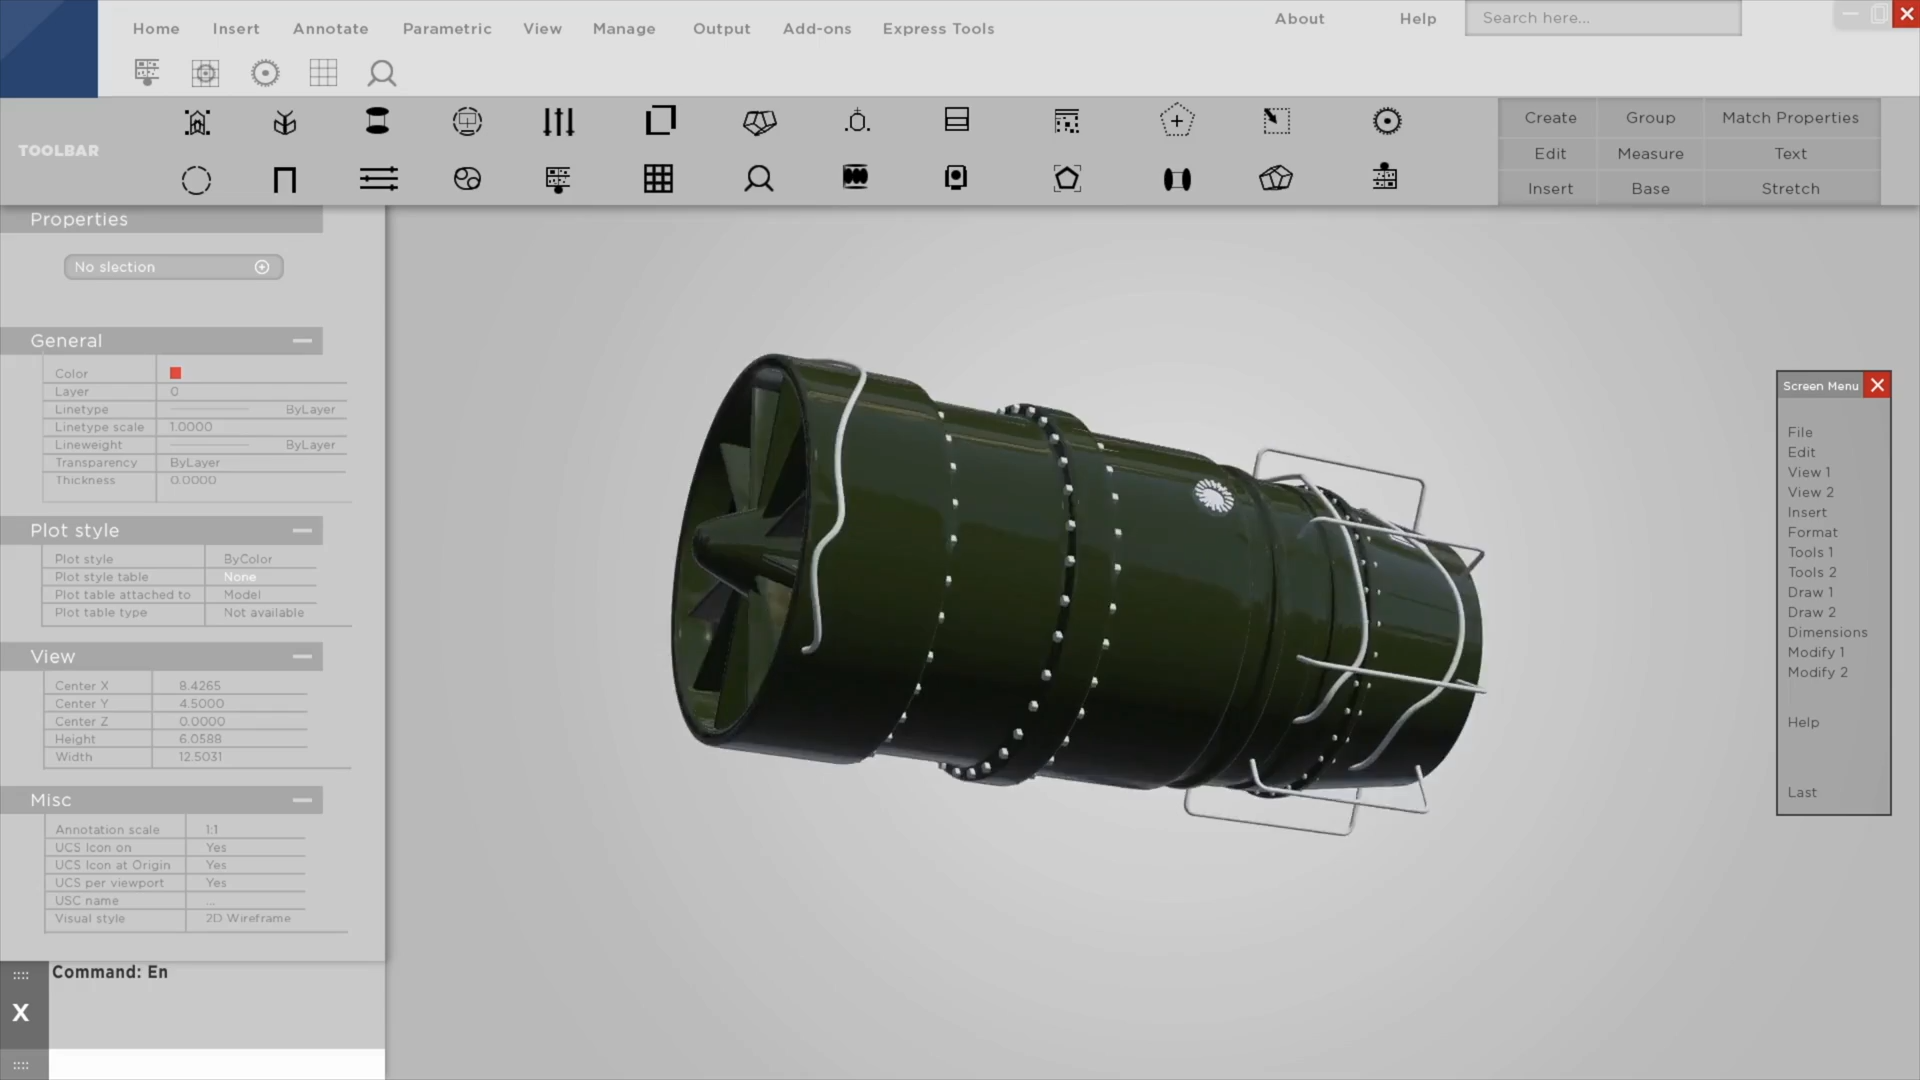 Home Insert Annotate Parametric View Manage Output Add-ons Express Tools About Help Search here...
TOOLBAR
Create Group Match Properties
Edit Measure Text
Insert Base Stretch
Properties
No slection
General
Color
Layer 0
Linetype ByLayer
Linetype scale 1.0000
Lineweight ByLayer
Transparency ByLayer
Thickness 0.0000
Plot style
Plot style ByColor
Plot style table None
Plot table attached to Model
Plot table type Not available
View
Center X 8.4265
Center Y 4.5000
Center Z 0.0000
Height 6.0588
Width 12.5031
Misc
Annotation scale 1:1
UCS Icon on Yes
UCS Icon at Origin Yes
UCS per viewport Yes
USC name ...
Visual style 2D Wireframe
Command: En
X
Screen Menu
File
Edit
View 1
View 2
Insert
Format
Tools 1
Tools 2
Draw 1
Draw 2
Dimensions
Modify 1
Modify 2
Help
Last